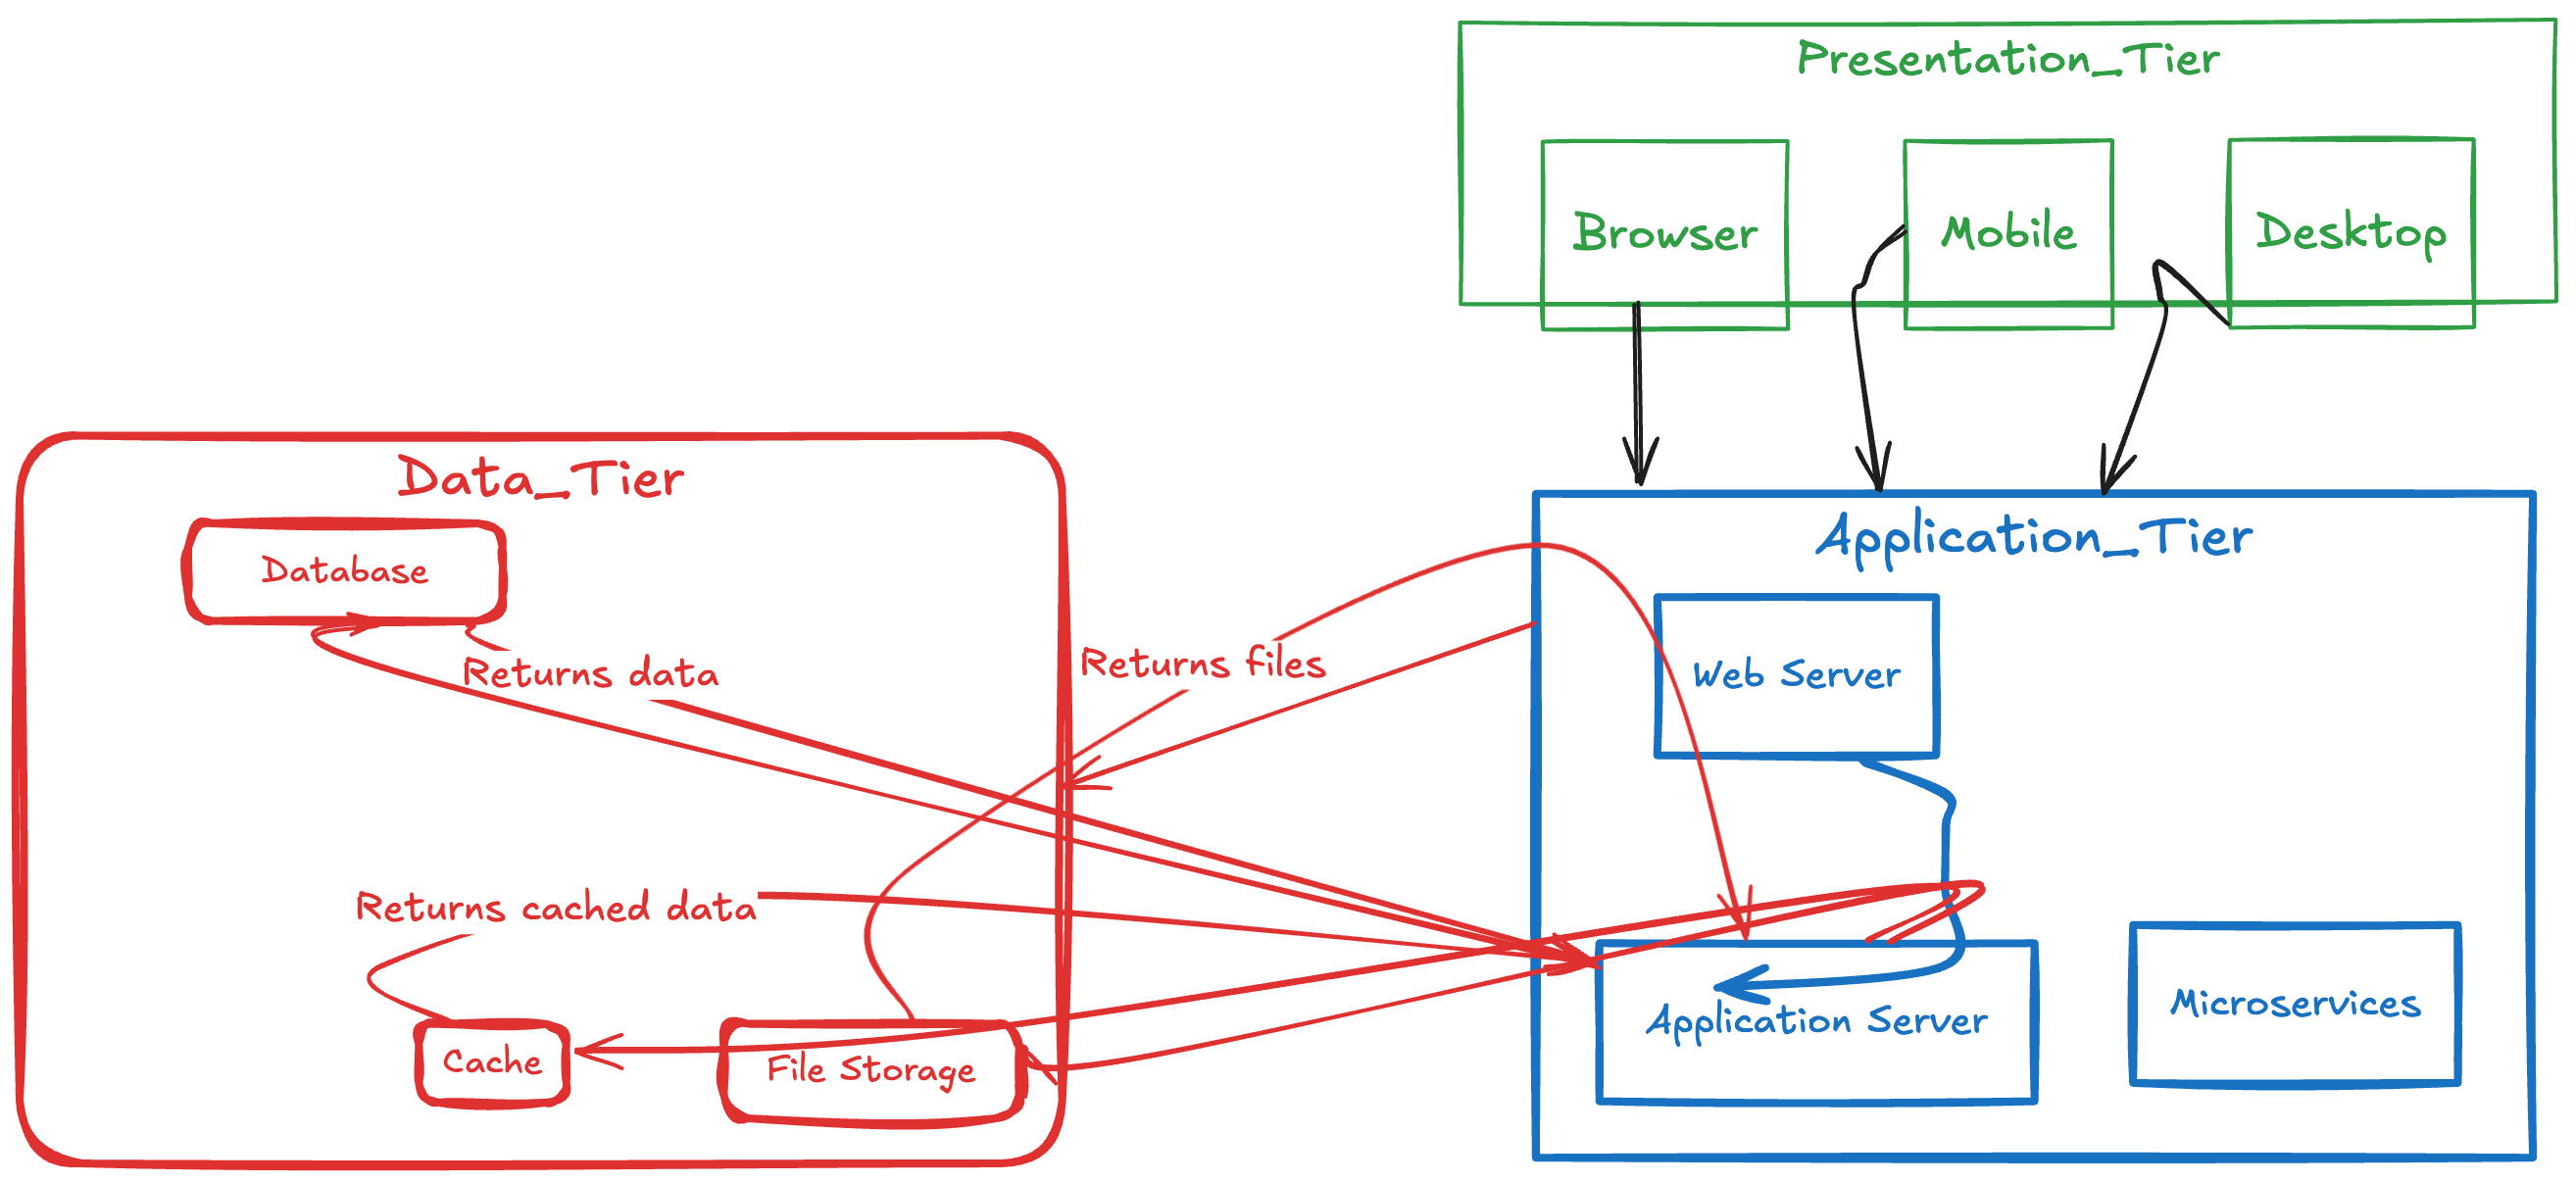 Presentation_Tier
Browser
Mobile
Desktop
Data_Tier
Database
Returns data
Returns files
Returns cached data
Cache
File Storage
Application_Tier
Web Server
Application Server
Microservices